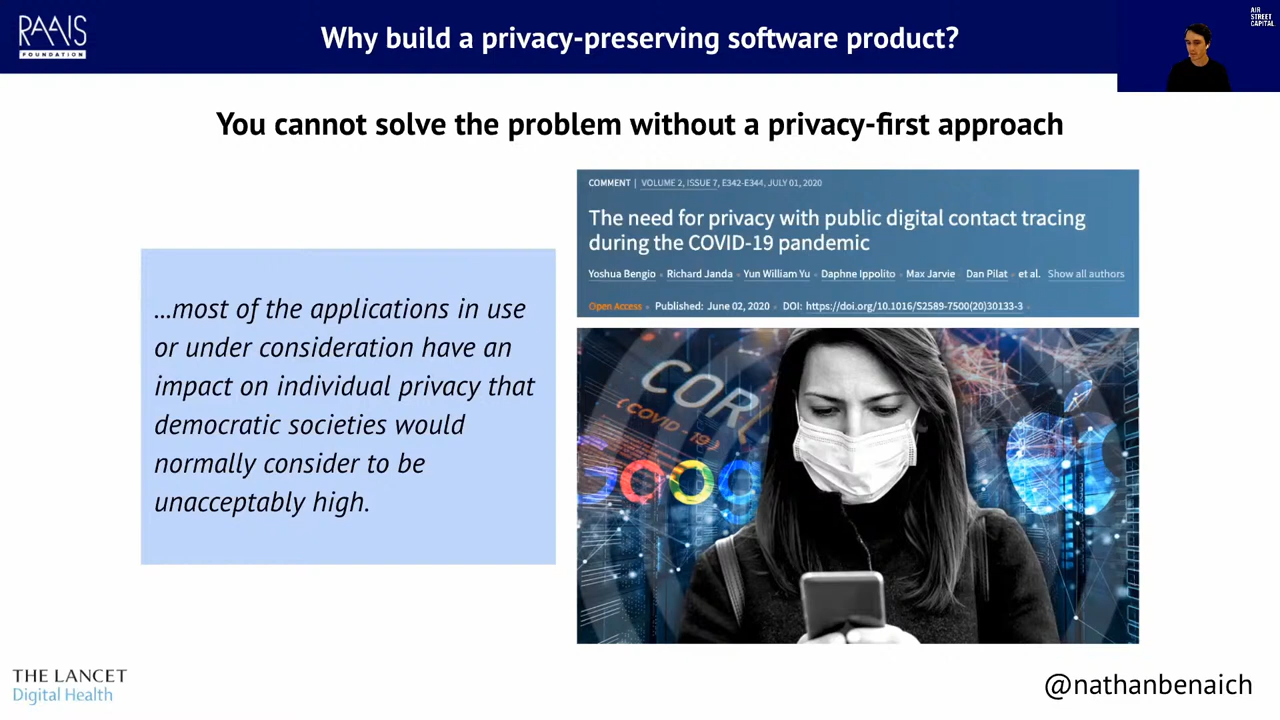 RAAIS
FOUNDATION
Why build a privacy-preserving software product?
AIR
STREET
CAPITAL
You cannot solve the problem without a privacy-first approach
COMMENT | VOLUME 2, ISSUE 7, E342-E344, JULY 01, 2020
The need for privacy with public digital contact tracing
during the COVID-19 pandemic
Yoshua Bengio • Richard Janda • Yun William Yu • Daphne Ippolito • Max Jarvie • Dan Pilat • et al. Show all authors
Open Access • Published: June 02, 2020 • DOI: https://doi.org/10.1016/S2589-7500(20)30133-3 •
...most of the applications in use
or under consideration have an
impact on individual privacy that
democratic societies would
normally consider to be
unacceptably high.
COR
(COVID-19)
Goog
THE LANCET
Digital Health
@nathanbenaich